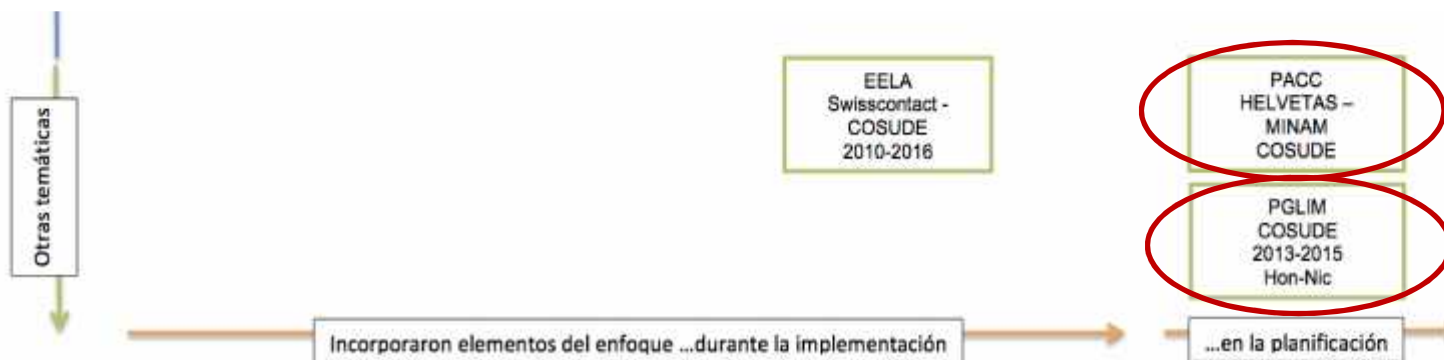 Otras temáticas
EELA
Swisscontact -
COSUDE
2010-2016
PACC
HELVETAS –
MINAM
COSUDE
PGLIM
COSUDE
2013-2015
Hon-Nic
Incorporaron elementos del enfoque ...durante la implementación
...en la planificación